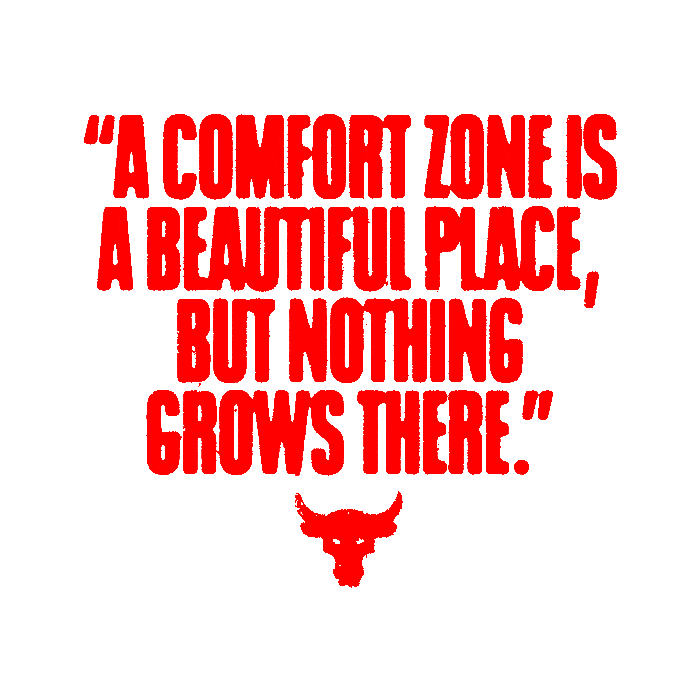 “A COMFORT ZONE IS
A BEAUTIFUL PLACE,
BUT NOTHING
GROWS THERE.”